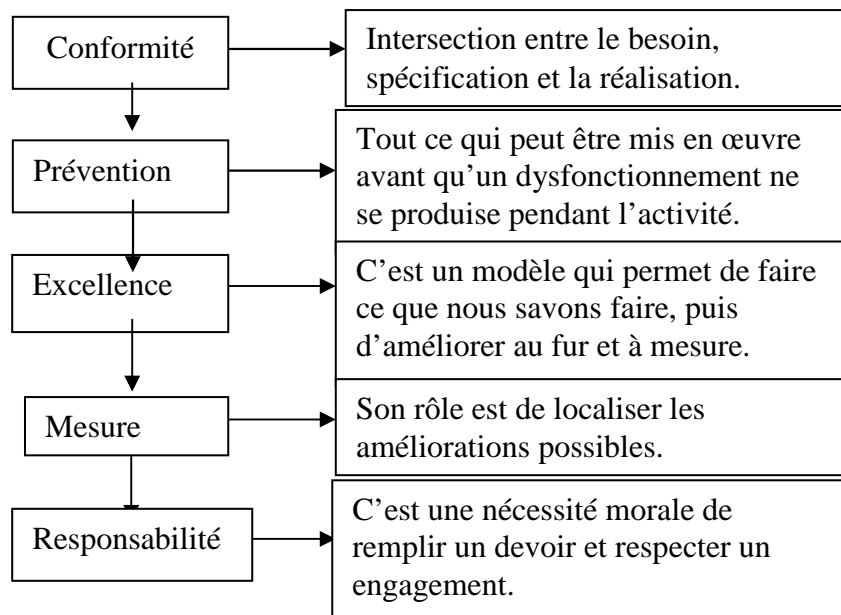 Conformité
Intersection entre le besoin,
spécification et la réalisation.
Prévention
Tout ce qui peut être mis en œuvre
avant qu’un dysfonctionnement ne
se produise pendant l’activité.
Excellence
C’est un modèle qui permet de faire
ce que nous savons faire, puis
d’améliorer au fur et à mesure.
Mesure
Son rôle est de localiser les
améliorations possibles.
Responsabilité
C’est une nécessité morale de
remplir un devoir et respecter un
engagement.